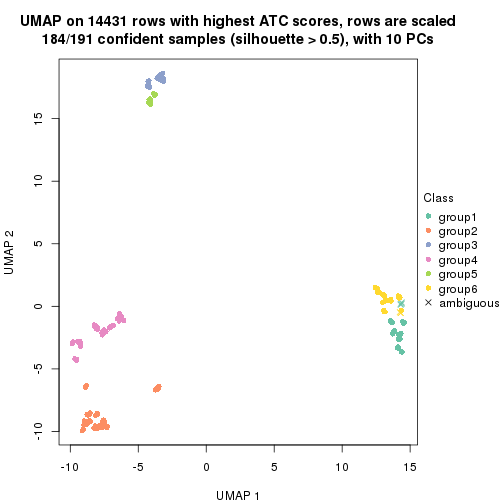 UMAP on 14431 rows with highest ATC scores, rows are scaled
184/191 confident samples (silhouette > 0.5), with 10 PCs
15
10
5
0
-5
-10
UMAP 2
-10
-5
0
5
10
15
UMAP 1
Class
group1
group2
group3
group4
group5
group6
ambiguous